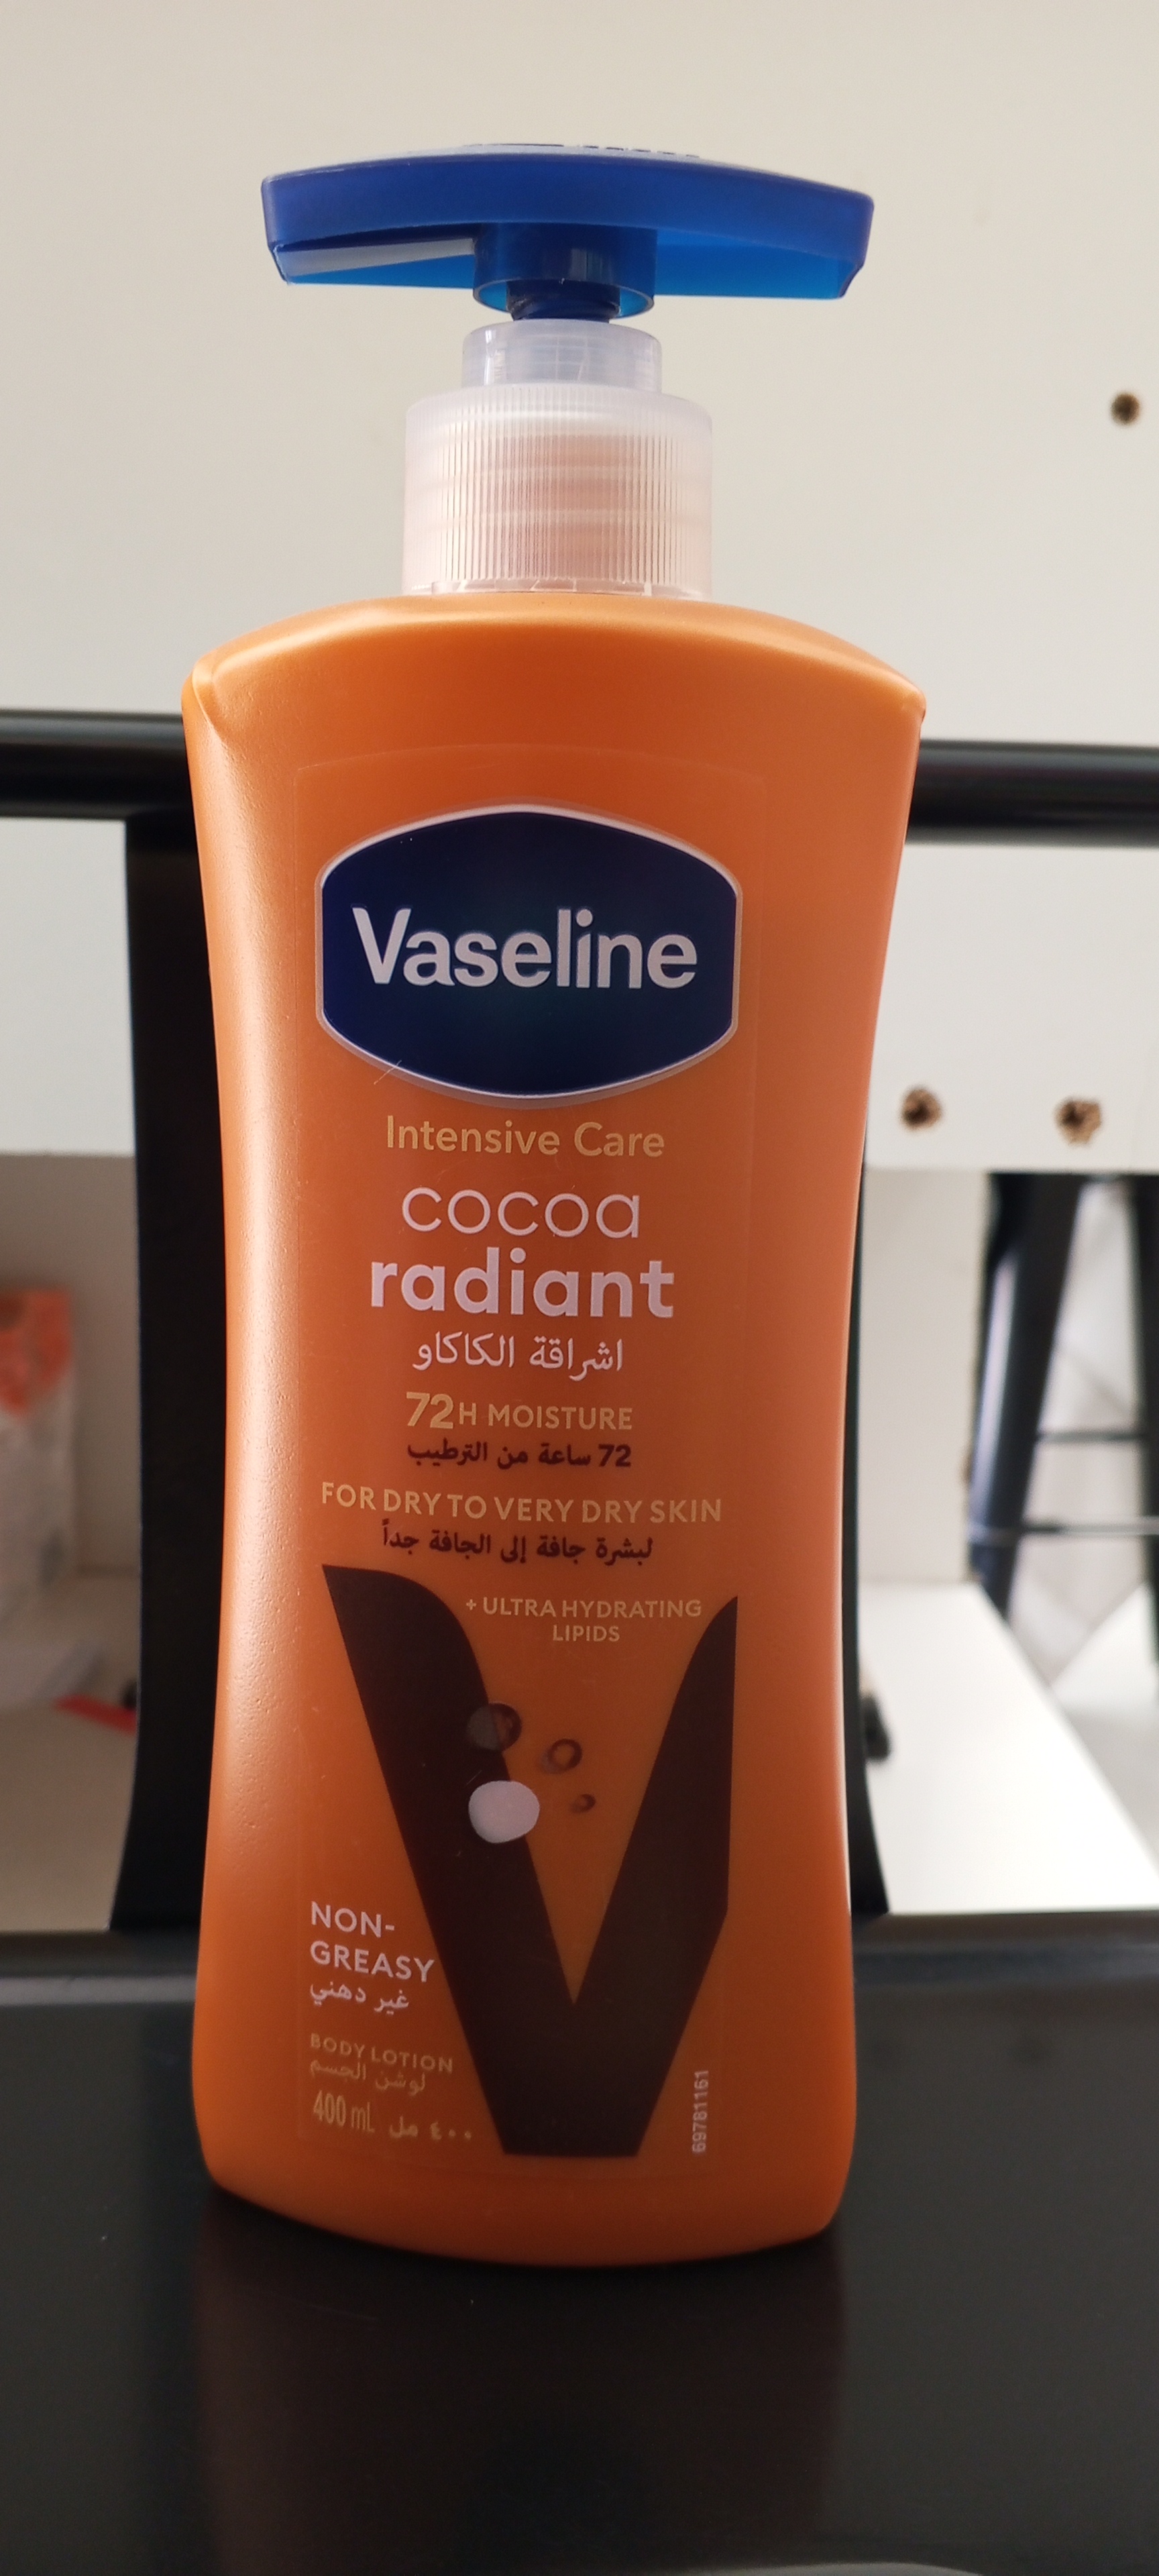 Vaseline
Intensive Care
cocoa
radiant
اشراقة الكاكاو
72H MOISTURE
72 ساعة من الترطيب
FOR DRY TO VERY DRY SKIN
لبشرة جافة إلى الجافة جداً
+ ULTRA HYDRATING
LIPIDS
NON-
GREASY
غير دهني
BODY LOTION
لوشن الجسم
400 mL ٤٠٠ مل
69781161